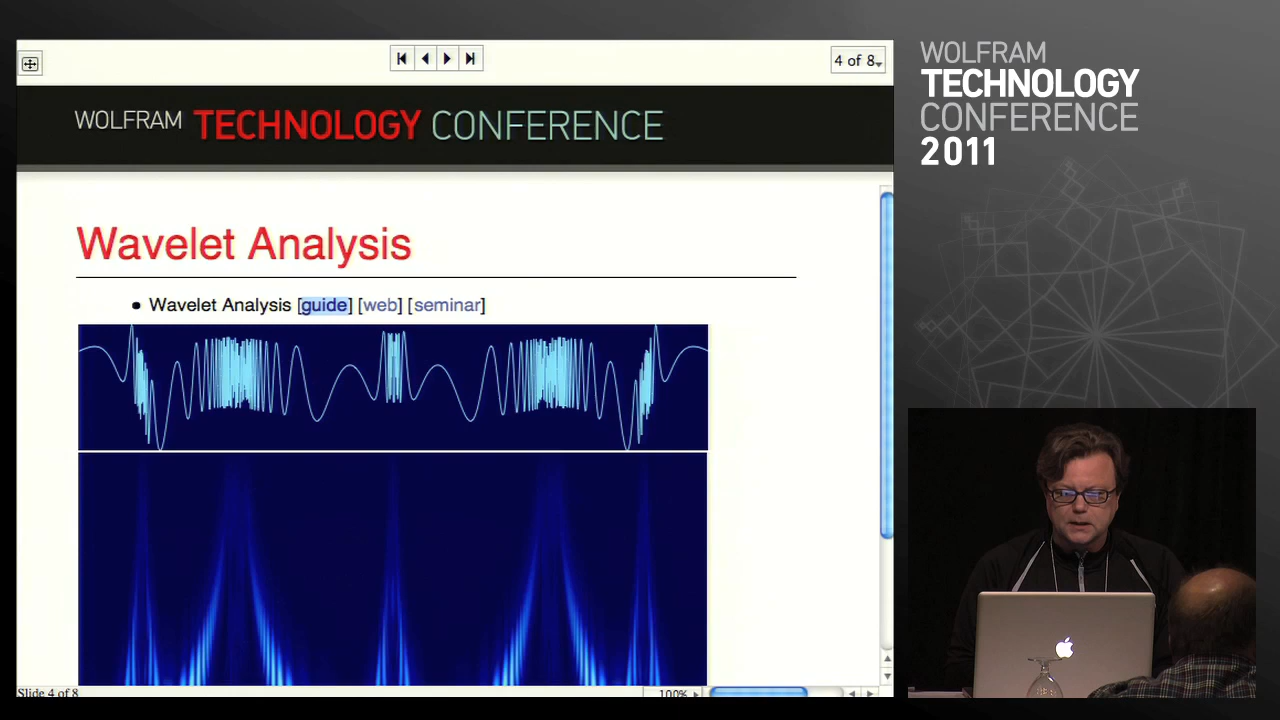 4 of 8
WOLFRAM TECHNOLOGY CONFERENCE
Wavelet Analysis
• Wavelet Analysis [guide] [web] [seminar]
Slide 4 of 8
100%
WOLFRAM
TECHNOLOGY
CONFERENCE
2011